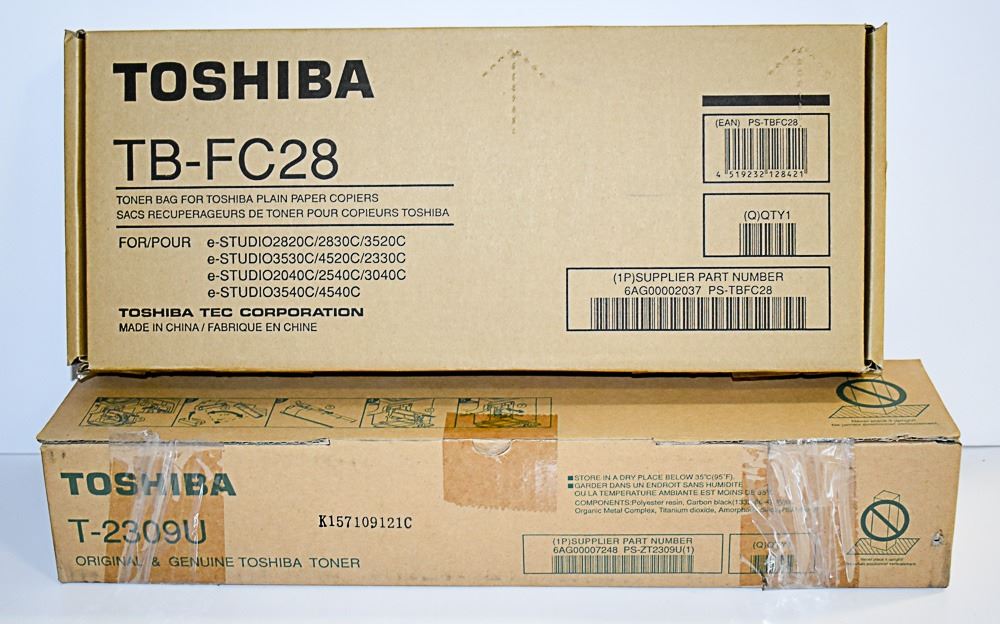 TOSHIBA
TB-FC28
TONER BAG FOR TOSHIBA PLAIN PAPER COPIERS
SACS RECUPERAGEURS DE TONER POUR COPIEURS TOSHIBA
FOR/POUR e-STUDIO2820C/2830C/3520C
e-STUDIO3530C/4520C/2330C
e-STUDIO2040C/2540C/3040C
e-STUDIO3540C/4540C
TOSHIBA TEC CORPORATION
MADE IN CHINA / FABRIQUE EN CHINE
(EAN) PS-TBFC28
4 519232 128421
(Q)QTY1
(1P)SUPPLIER PART NUMBER
6AG00002037 PS-TBFC28
TOSHIBA
T-2309U
ORIGINAL & GENUINE TOSHIBA TONER
K157109121C
■STORE IN A DRY PLACE BELOW 35°C(95°F).
■GARDER DANS UN ENDROIT SANS HUMIDITE
OU LA TEMPERATURE AMBIANTE EST MOINS DE 35°
COMPONENTS:Polyester resin, Carbon black
Organic Metal Complex, Titanium dioxide,
(1P)SUPPLIER PART NUMBER
6AG00007248 PS-ZT2309U(1)